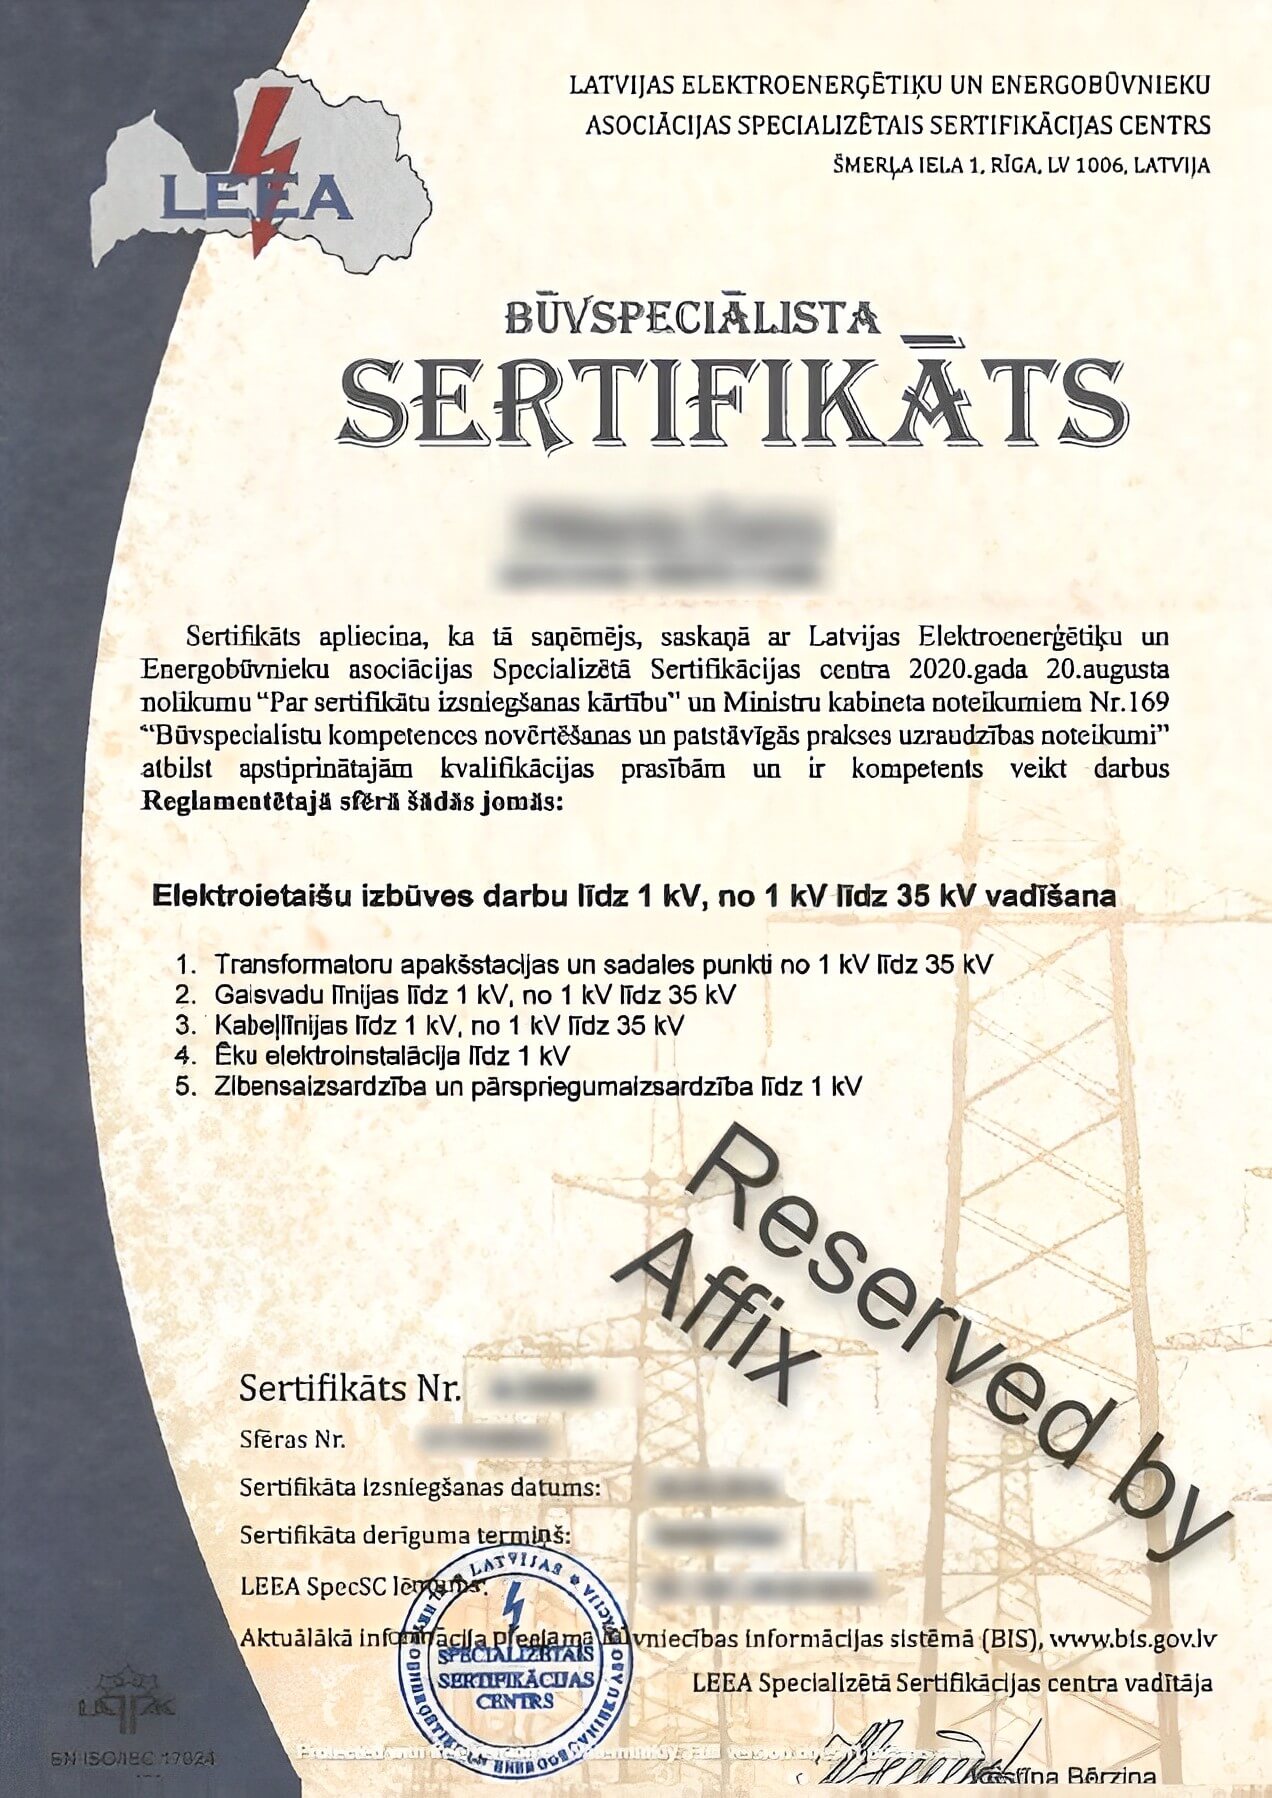 LATVIJAS ELEKTROENERĢĒTIĶU UN ENERGOBŪVNIEKU
ASOCIĀCIJAS SPECIALIZĒTAIS SERTIFIKĀCIJAS CENTRS
ŠMERĻA IELA 1, RĪGA, LV 1006, LATVIJA
LEEA
BŪVSPECIĀLISTA
SERTIFIKĀTS
Sertifikāts apliecina, ka tā saņēmējs, saskaņā ar Latvijas Elektroenerģētiķu un
Energobūvnieku asociācijas Specializētā Sertifikācijas centra 2020.gada 20.augusta
nolikumu “Par sertifikātu izsniegšanas kārtību” un Ministru kabineta noteikumiem Nr.169
“Būvspecialistu kompetences novērtēšanas un patstāvīgās prakses uzraudzības noteikumi”
atbilst apstiprinātajām kvalifikācijas prasībām un ir kompetents veikt darbus
Reglamentētajā sfērā šādās jomās:
Elektroietaišu izbūves darbu līdz 1 kV, no 1 kV līdz 35 kV vadīšana
1. Transformatoru apakšstacijas un sadales punkti no 1 kV līdz 35 kV
2. Gaisvadu līnijas līdz 1 kV, no 1 kV līdz 35 kV
3. Kabeļlīnijas līdz 1 kV, no 1 kV līdz 35 kV
4. Ēku elektroinstalācija līdz 1 kV
5. Zibensaizsardzība un pārspriegumaizsardzība līdz 1 kV
Reserved by
Affix
Sertifikāts Nr.
Sfēras Nr.
Sertifikāta izsniegšanas datums:
Sertifikāta derīguma termiņš:
LEEA SpecSC lēmums:
Aktuālākā informācija pieejama Būvniecības informācijas sistēmā (BIS), www.bis.gov.lv
LATVIJAS
SPECIALIZĒTAIS
SERTIFIKĀCIJAS
CENTRS
LEEA Specializētā Sertifikācijas centra vadītāja
EN ISO/IEC 17024
Bērziņa